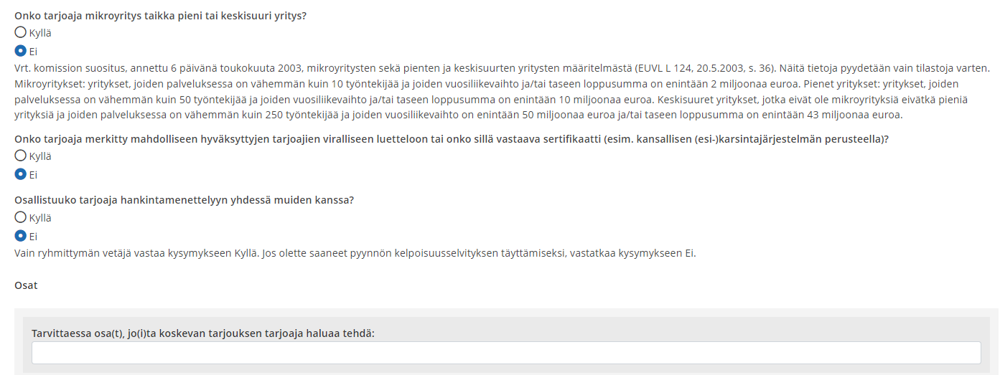 Onko tarjoaja mikroyritys taikka pieni tai keskisuuri yritys?
Kyllä
Ei
Vrt. komission suositus, annettu 6 päivänä toukokuuta 2003, mikroyritysten sekä pienten ja keskisuurten yritysten määritelmästä (EUVL L 124, 20.5.2003, s. 36). Näitä tietoja pyydetään vain tilastoja varten.
Mikroyritykset: yritykset, joiden palveluksessa on vähemmän kuin 10 työntekijää ja joiden vuosiliikevaihto ja/tai taseen loppusumma on enintään 2 miljoonaa euroa. Pienet yritykset: yritykset, joiden
palveluksessa on vähemmän kuin 50 työntekijää ja joiden vuosiliikevaihto ja/tai taseen loppusumma on enintään 10 miljoonaa euroa. Keskisuuret yritykset, jotka eivät ole mikroyrityksiä eivätkä pieniä
yrityksiä ja joiden palveluksessa on vähemmän kuin 250 työntekijää ja joiden vuosiliikevaihto on enintään 50 miljoonaa euroa ja/tai taseen loppusumma on enintään 43 miljoonaa euroa.
Onko tarjoaja merkitty mahdolliseen hyväksyttyjen tarjoajien viralliseen luetteloon tai onko sillä vastaava sertifikaatti (esim. kansallisen (esi-)karsintajärjestelmän perusteella)?
Kyllä
Ei
Osallistuuko tarjoaja hankintamenettelyyn yhdessä muiden kanssa?
Kyllä
Ei
Vain ryhmittymän vetäjä vastaa kysymykseen Kyllä. Jos olette saaneet pyynnön kelpoisuusselvityksen täyttämiseksi, vastatkaa kysymykseen Ei.
Osat
Tarvittaessa osa(t), jo(i)ta koskevan tarjouksen tarjoaja haluaa tehdä: